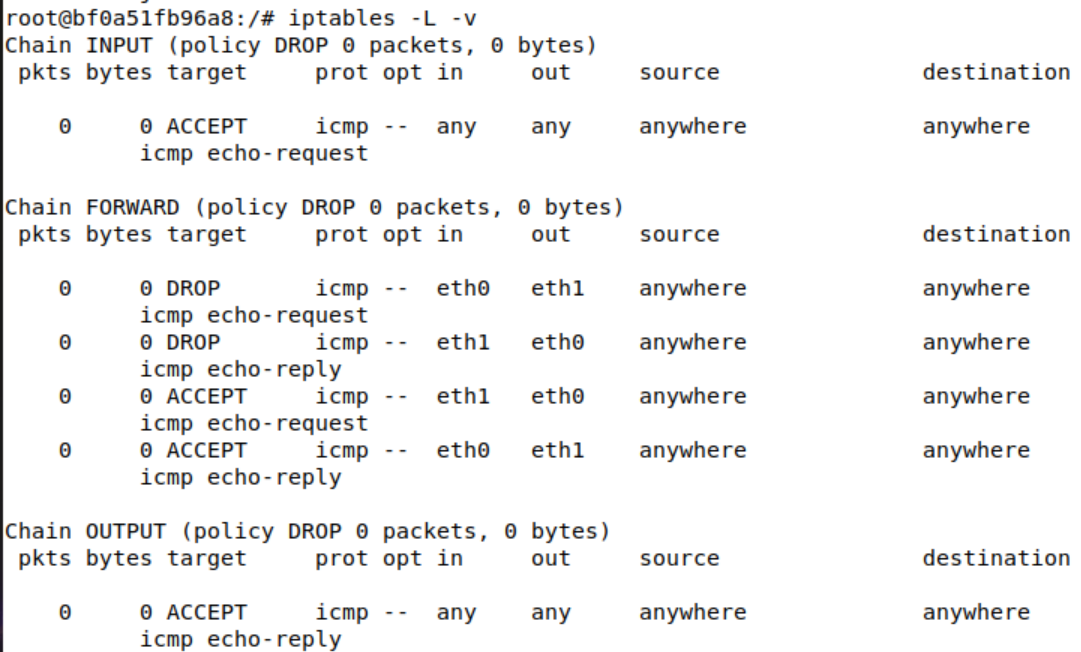 root@bf0a51fb96a8:/# iptables -L -v
Chain INPUT (policy DROP 0 packets, 0 bytes)
 pkts bytes target     prot opt in     out     source               destination
    0     0 ACCEPT     icmp --  any    any     anywhere             anywhere
          icmp echo-request
Chain FORWARD (policy DROP 0 packets, 0 bytes)
 pkts bytes target     prot opt in     out     source               destination
    0     0 DROP       icmp --  eth0   eth1    anywhere             anywhere
          icmp echo-request
    0     0 DROP       icmp --  eth1   eth0    anywhere             anywhere
          icmp echo-reply
    0     0 ACCEPT     icmp --  eth1   eth0    anywhere             anywhere
          icmp echo-request
    0     0 ACCEPT     icmp --  eth0   eth1    anywhere             anywhere
          icmp echo-reply
Chain OUTPUT (policy DROP 0 packets, 0 bytes)
 pkts bytes target     prot opt in     out     source               destination
    0     0 ACCEPT     icmp --  any    any     anywhere             anywhere
          icmp echo-reply